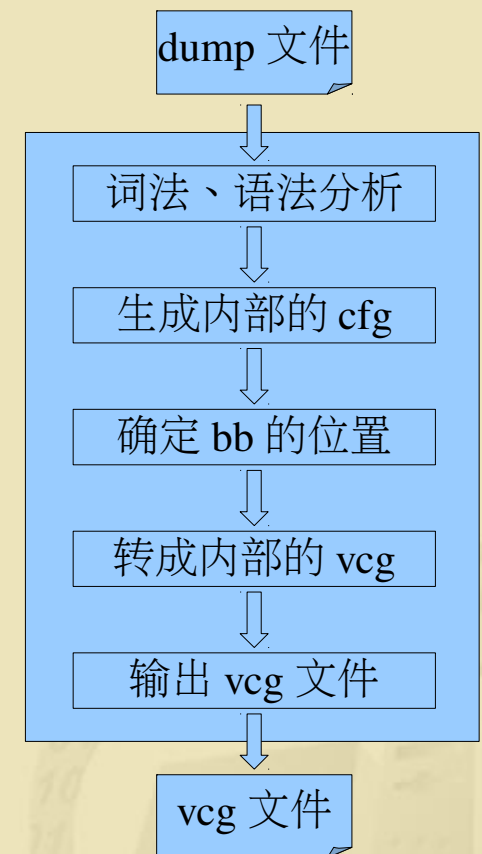 dump 文件
词法、语法分析
生成内部的 cfg
确定 bb 的位置
转成内部的 vcg
输出 vcg 文件
vcg 文件